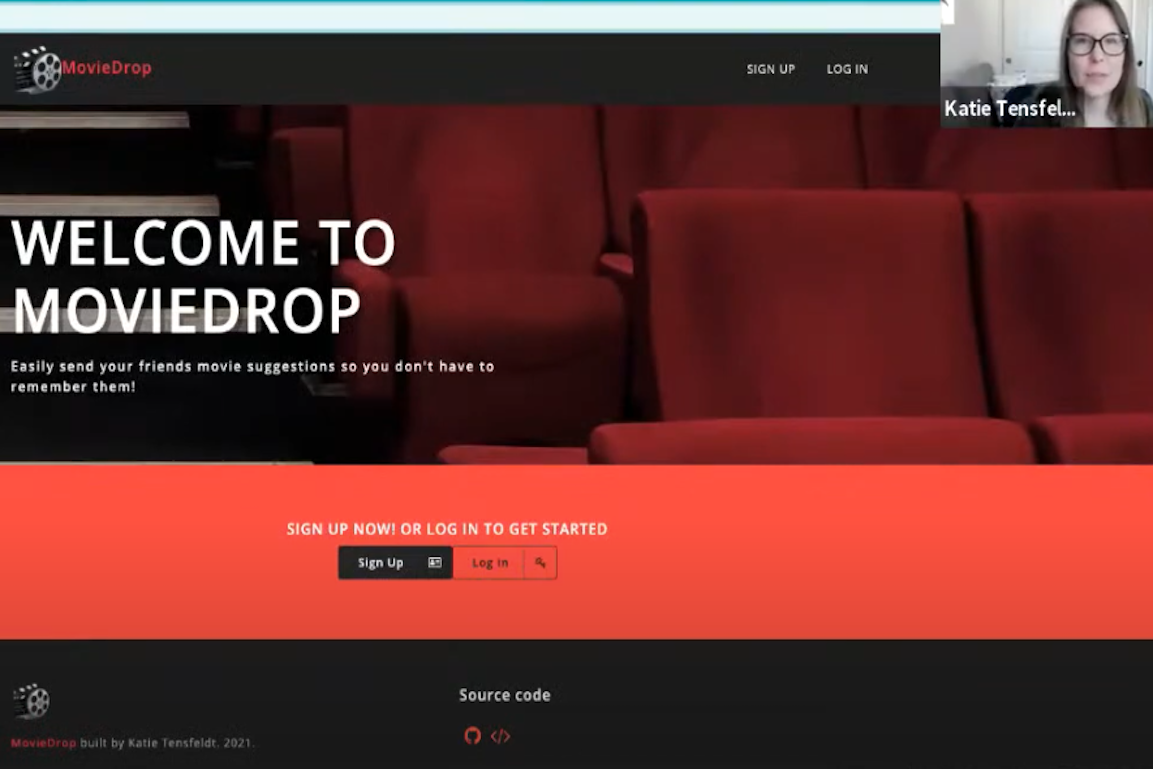 MovieDrop
SIGN UP
LOG IN
Katie Tensfel...
WELCOME TO
MOVIEDROP
Easily send your friends movie suggestions so you don't have to
remember them!
SIGN UP NOW! OR LOG IN TO GET STARTED
Sign Up
Log In
Source code
MovieDrop built by Katie Tensfeldt. 2021.